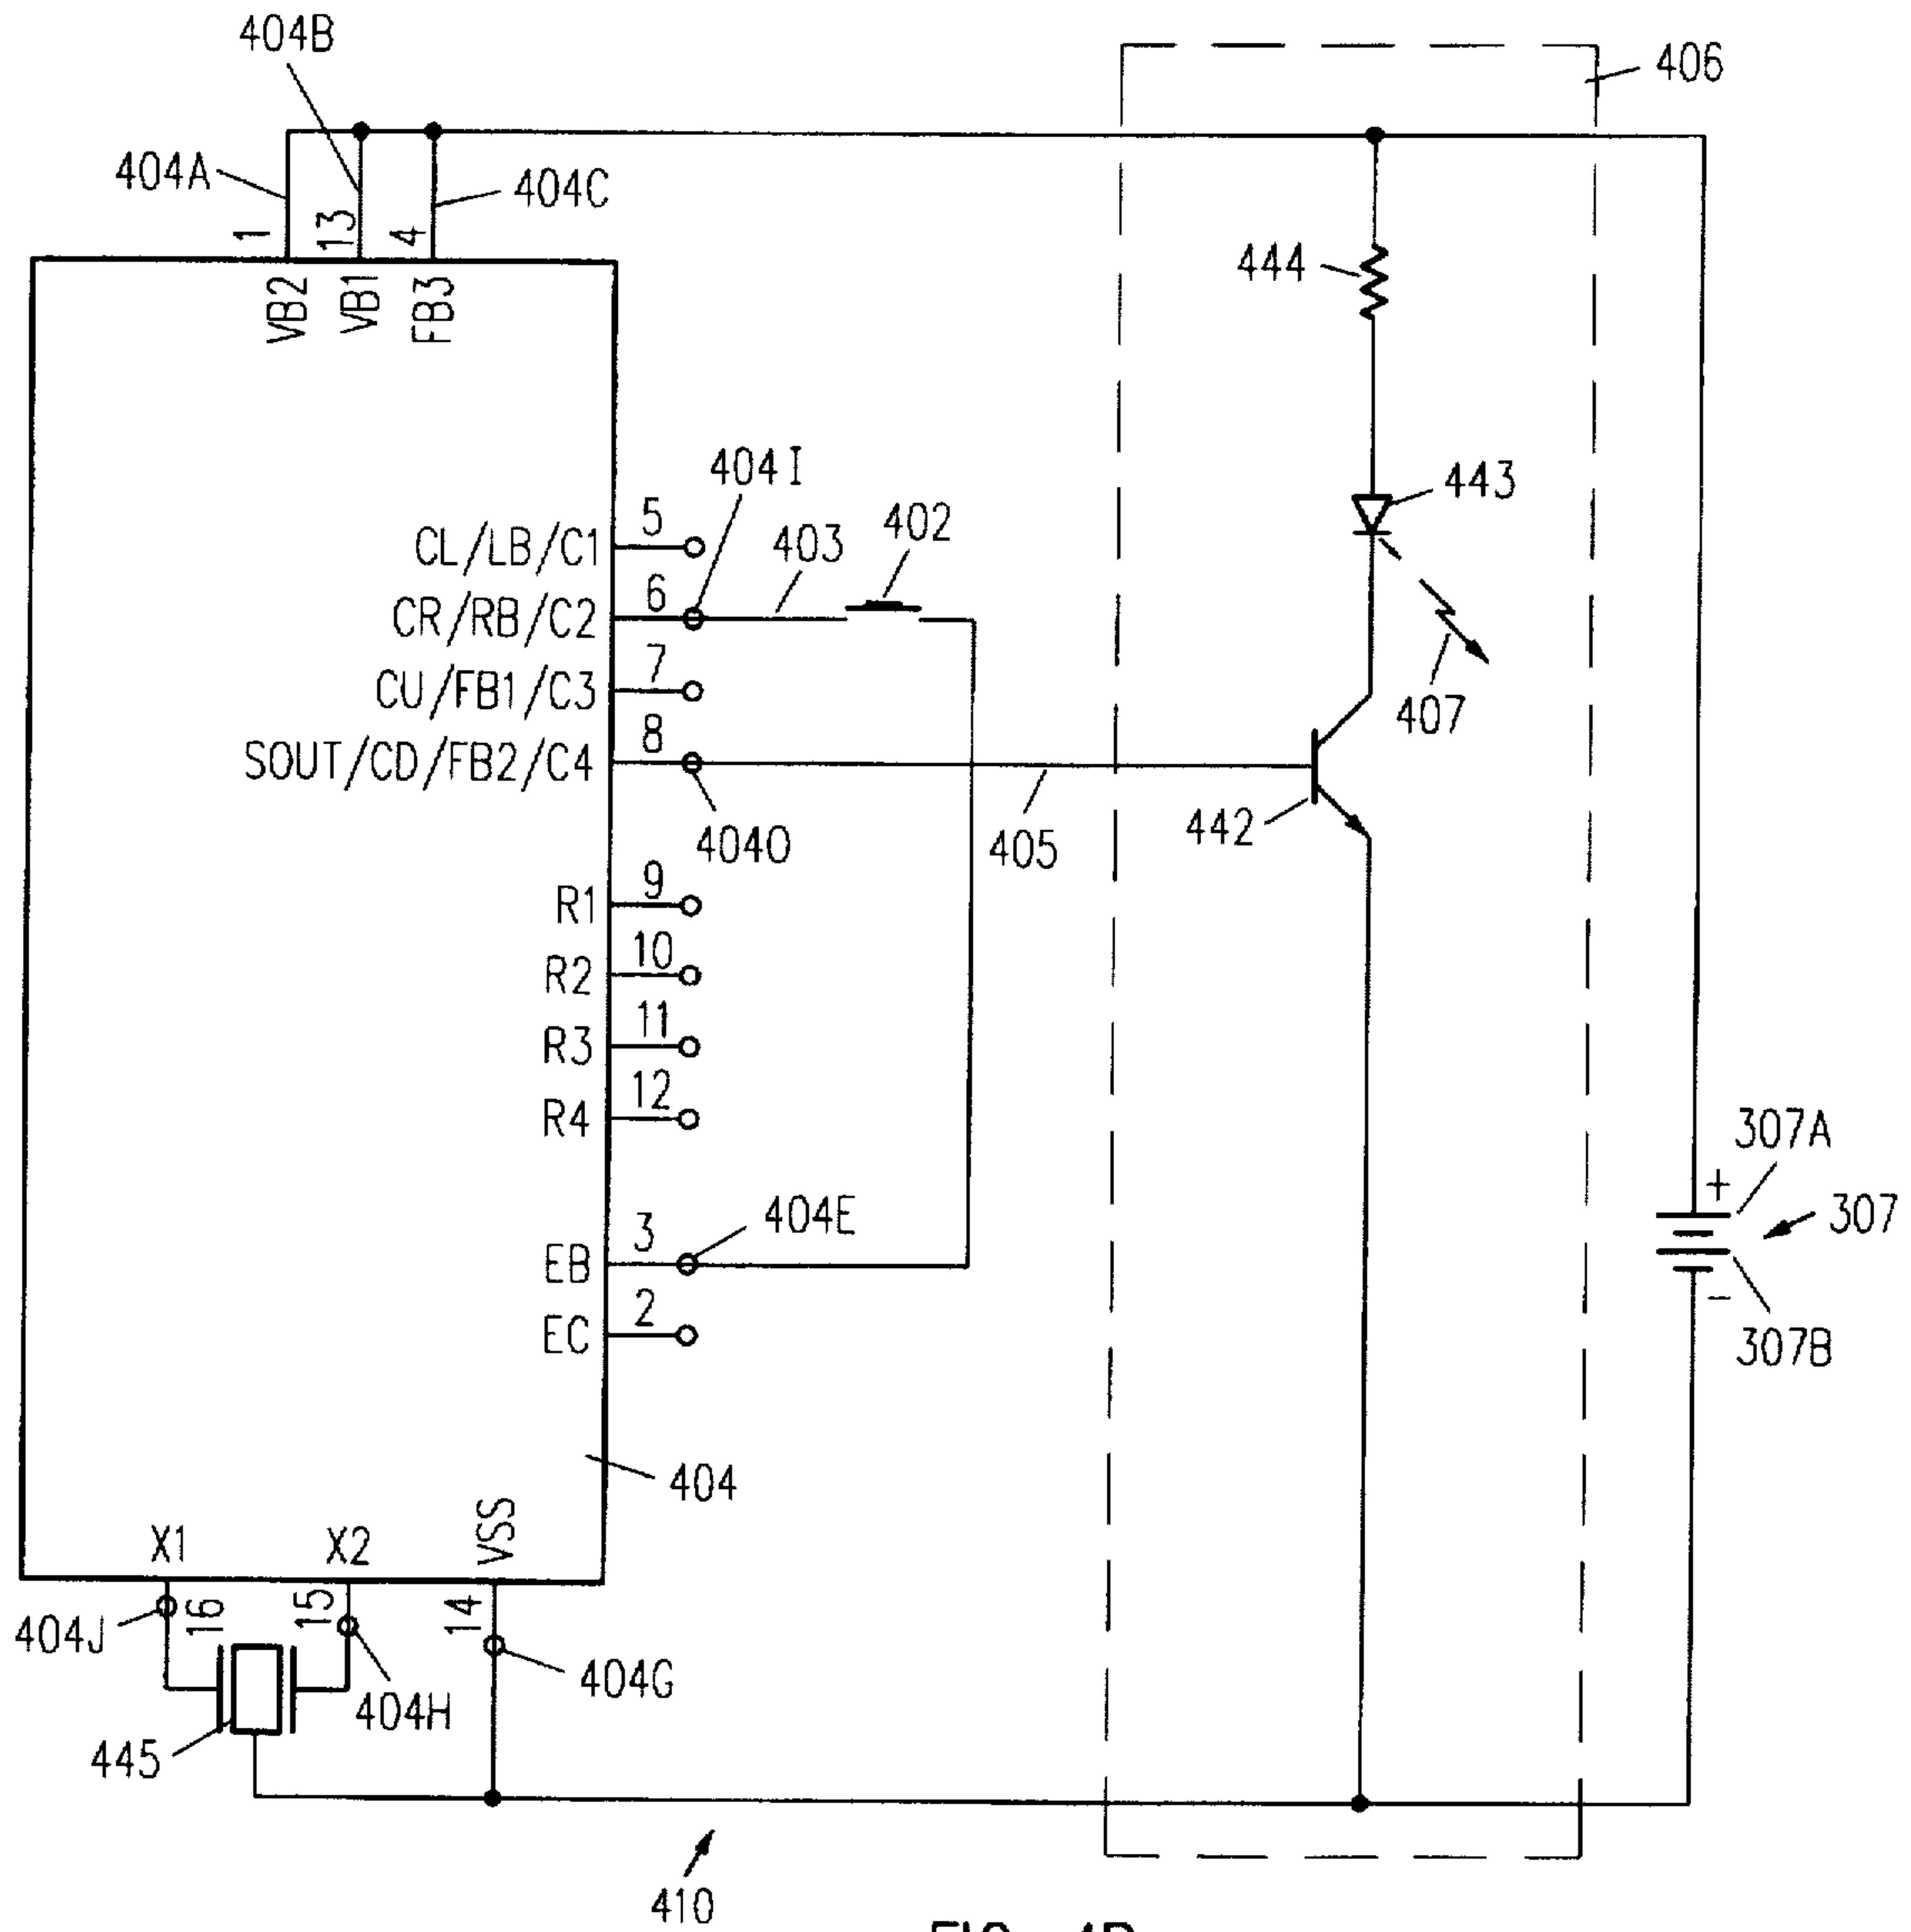 404B
406
404A
404C
1
13
4
VB2
VB1
FB3
444
443
404I
403
402
5
CL/LB/C1
6
CR/RB/C2
7
CU/FB1/C3
407
8
SOUT/CD/FB2/C4
404O
405
442
9
R1
10
R2
11
R3
12
R4
307A
+
307
3
EB
404E
2
EC
−
307B
404
X1
X2
VSS
404J
16
15
14
404G
404H
445
410